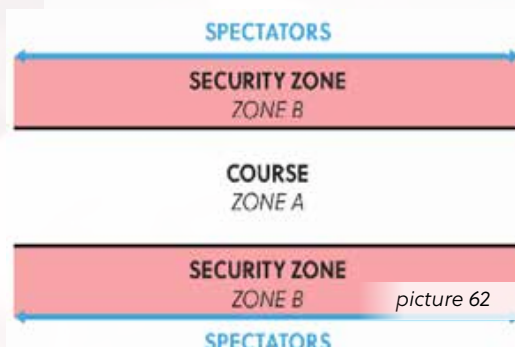 SPECTATORS
SECURITY ZONE
ZONE B
COURSE
ZONE A
SECURITY ZONE
ZONE B
picture 62
SPECTATORS